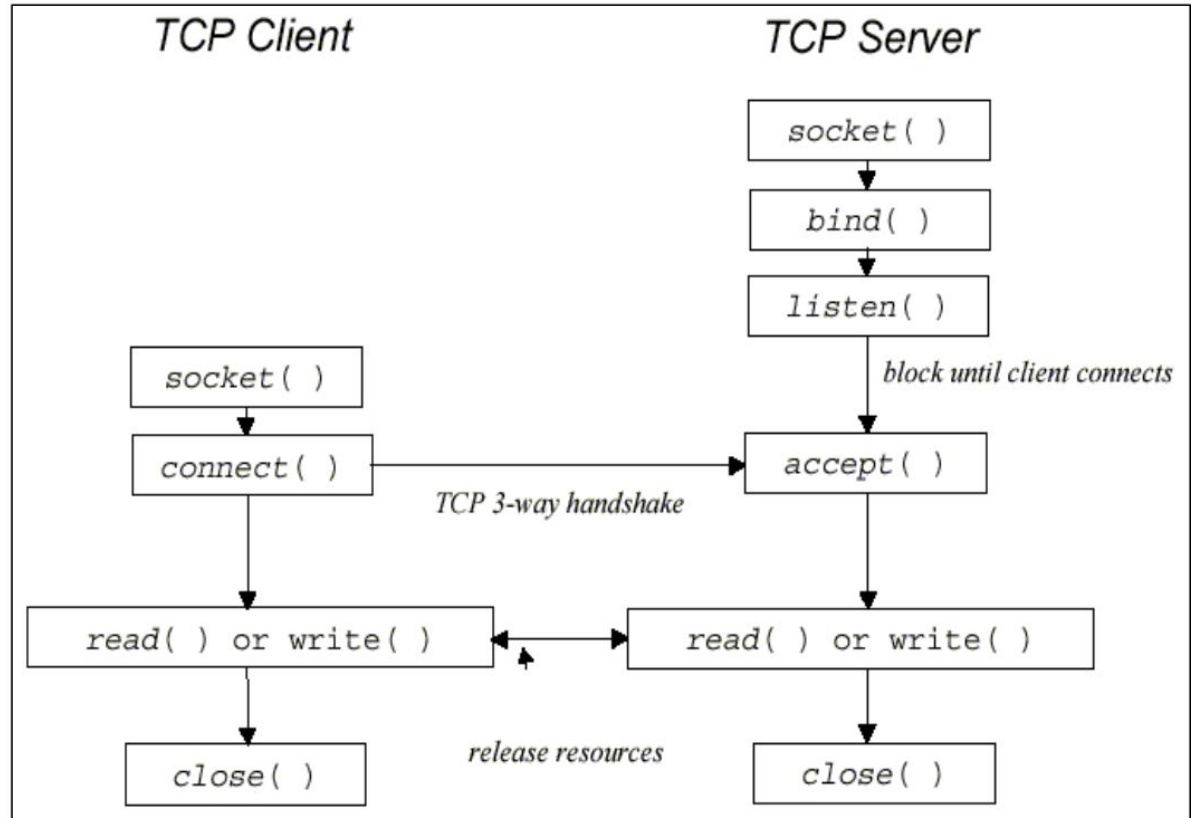 TCP Client
TCP Server
socket( )
bind( )
listen( )
block until client connects
socket( )
connect( )
accept( )
TCP 3-way handshake
read( ) or write( )
read( ) or write( )
release resources
close( )
close( )